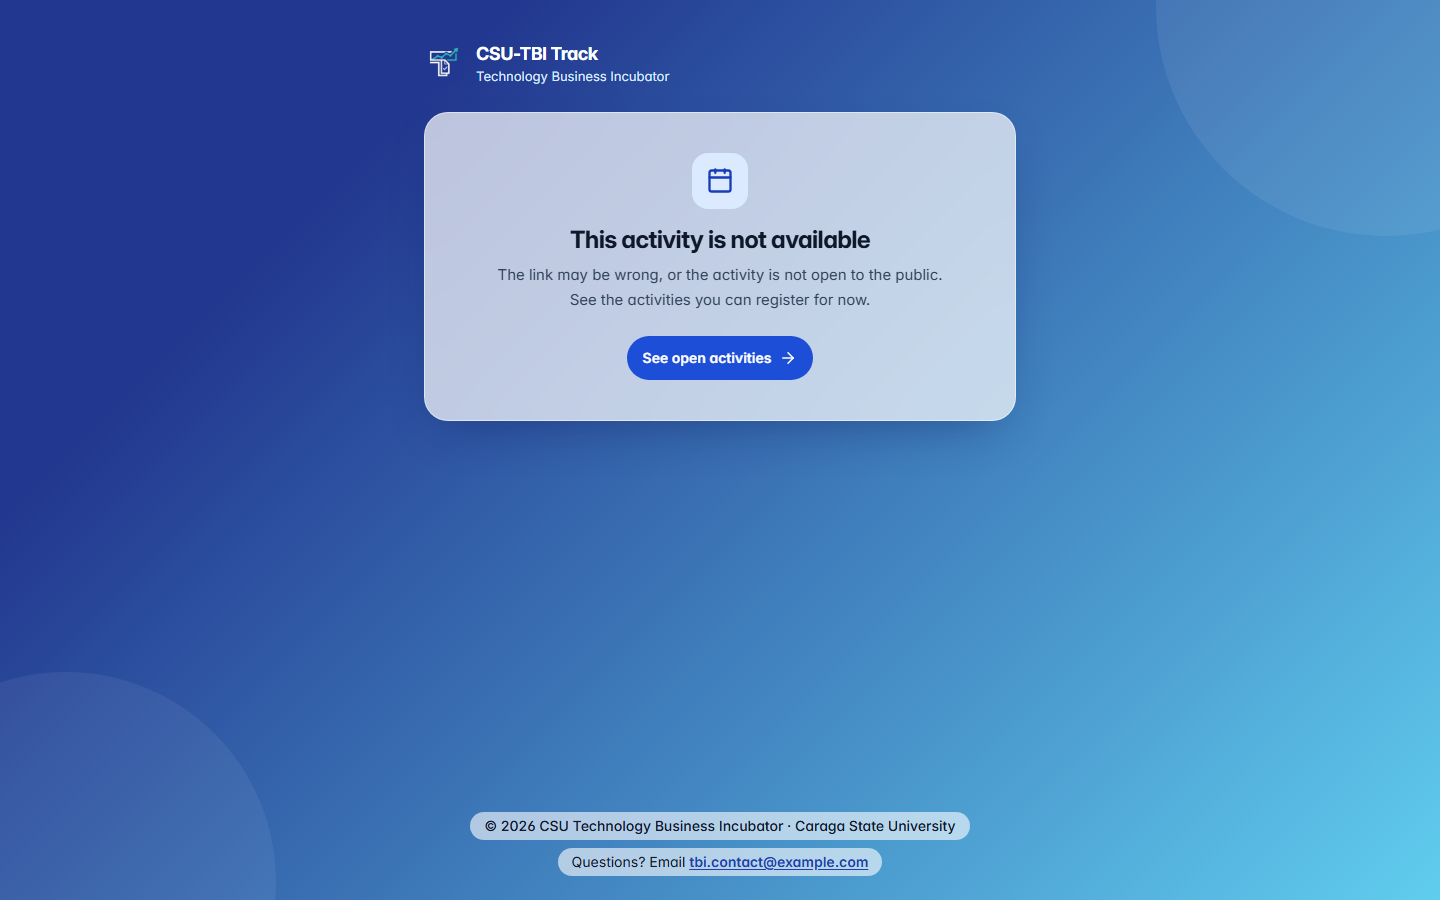 CSU-TBI Track
Technology Business Incubator
This activity is not available
The link may be wrong, or the activity is not open to the public.
See the activities you can register for now.
See open activities
© 2026 CSU Technology Business Incubator · Caraga State University
Questions? Email tbi.contact@example.com